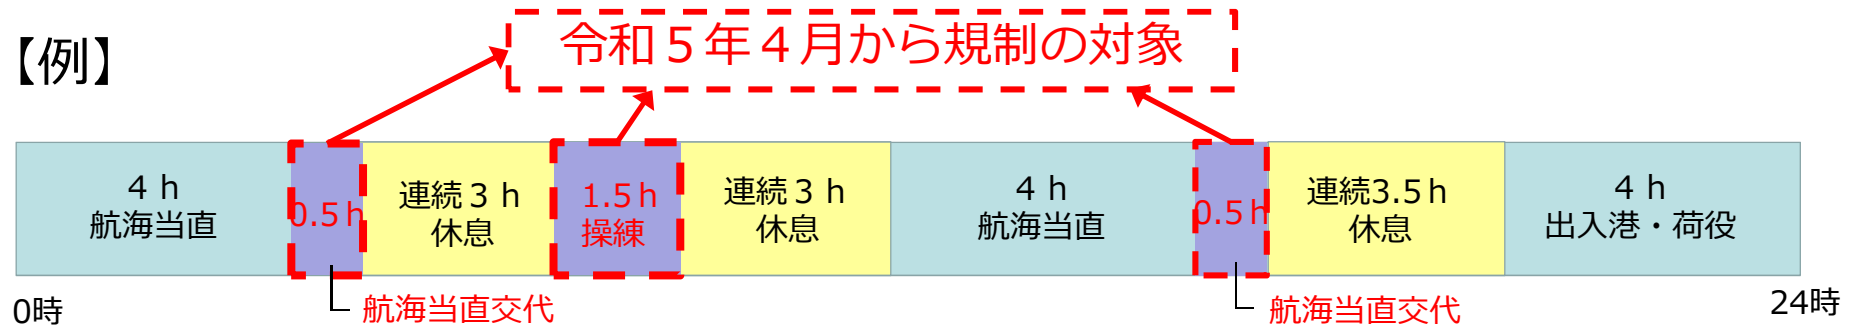 令和５年４月から規制の対象
【例】
４ｈ
航海当直
0.5ｈ
連続３ｈ
休息
1.5ｈ
操練
連続３ｈ
休息
４ｈ
航海当直
0.5ｈ
連続3.5ｈ
休息
４ｈ
出入港・荷役
0時
航海当直交代
航海当直交代
24時